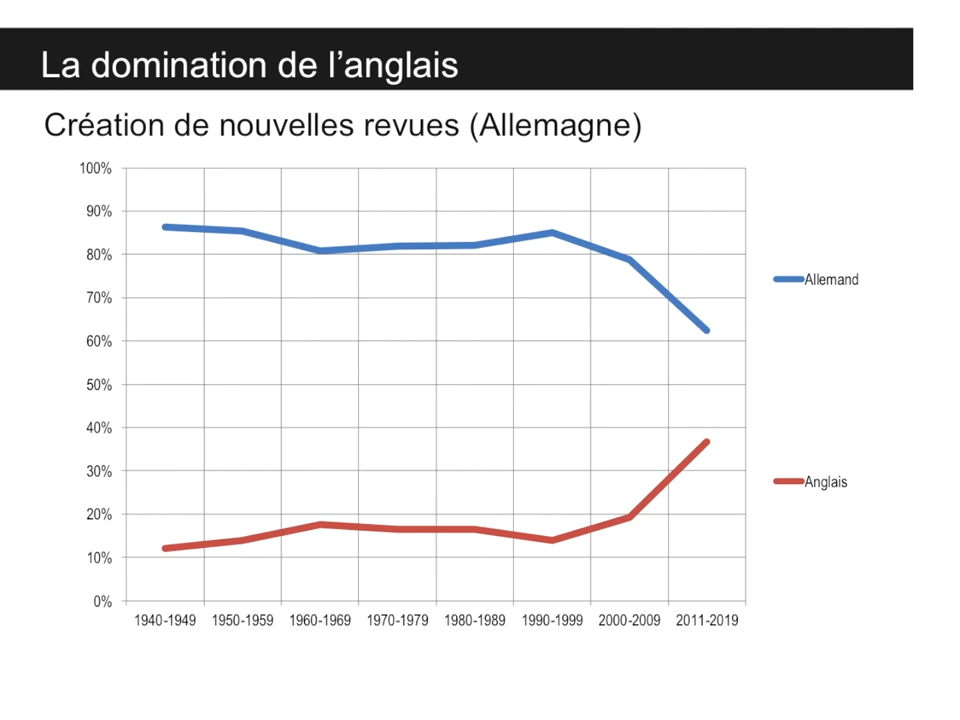 La domination de l’anglais
Création de nouvelles revues (Allemagne)
100%
90%
80%
70%
60%
50%
40%
30%
20%
10%
0%
1940-1949 1950-1959 1960-1969 1970-1979 1980-1989 1990-1999 2000-2009 2011-2019
Allemand
Anglais